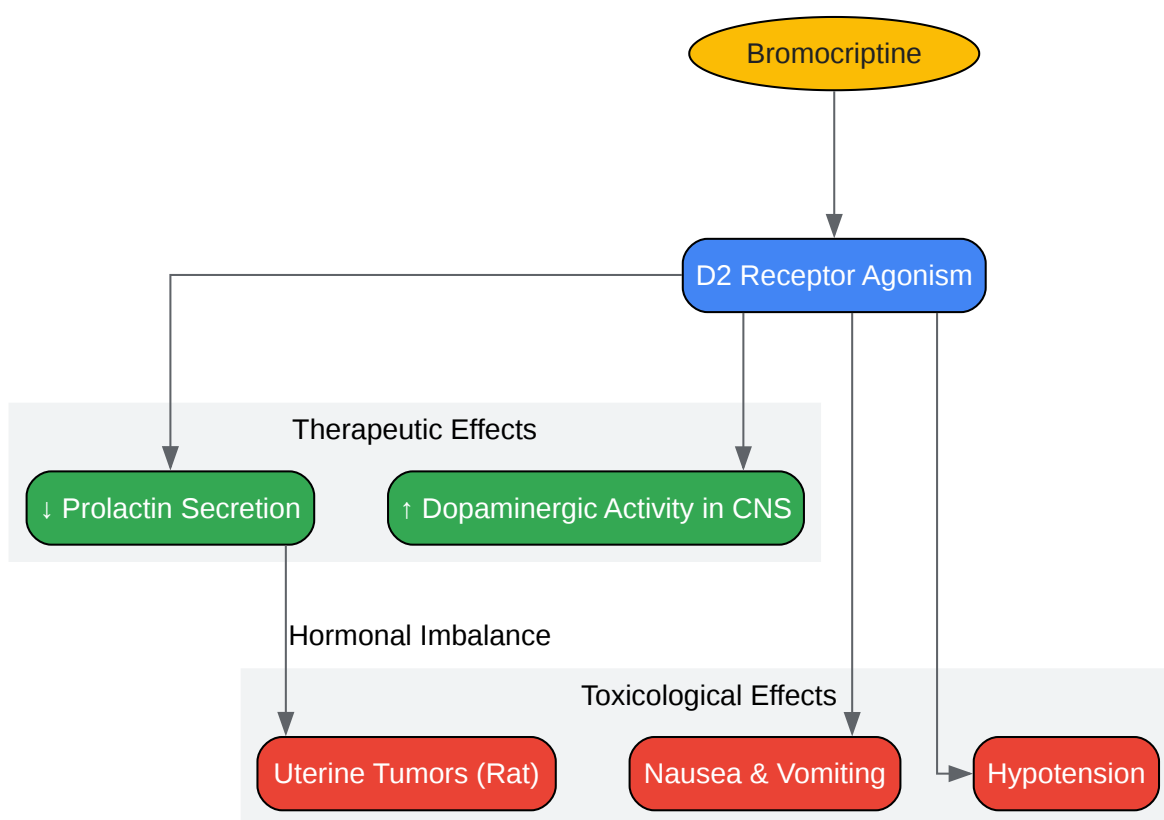 Bromocriptine
D2 Receptor Agonism
Therapeutic Effects
↓ Prolactin Secretion
↑ Dopaminergic Activity in CNS
Hormonal Imbalance
Toxicological Effects
Uterine Tumors (Rat)
Nausea & Vomiting
Hypotension